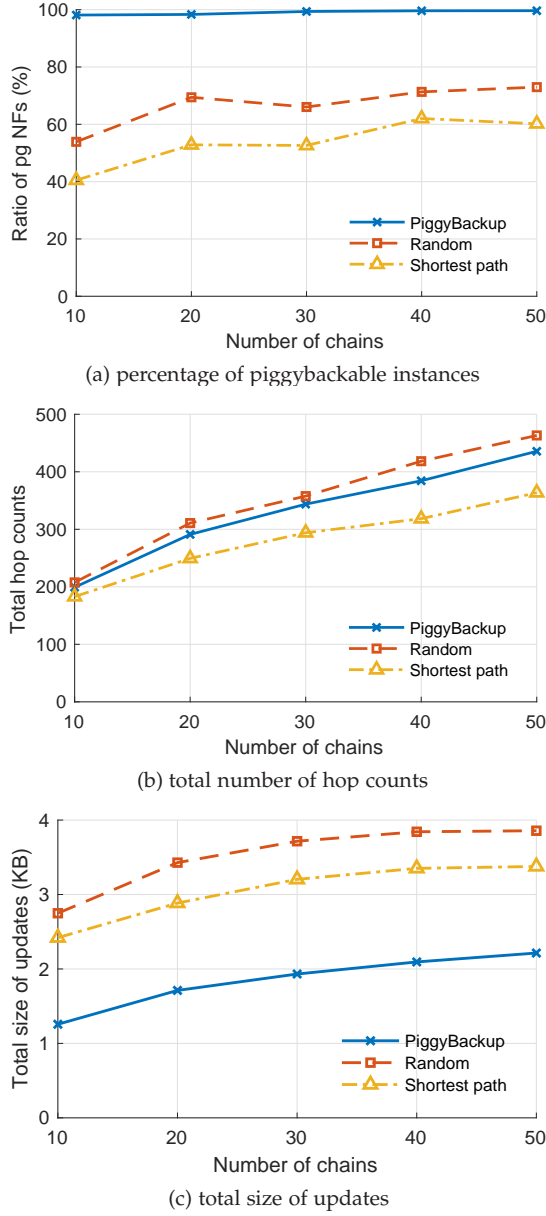 100
80
60
40
20
0
Ratio of pg NFs (%)
PiggyBackup
Random
Shortest path
10 20 30 40 50
Number of chains
(a) percentage of piggybackable instances
500
400
300
200
100
0
Total hop counts
PiggyBackup
Random
Shortest path
10 20 30 40 50
Number of chains
(b) total number of hop counts
4
3
2
1
0
Total size of updates (KB)
PiggyBackup
Random
Shortest path
10 20 30 40 50
Number of chains
(c) total size of updates